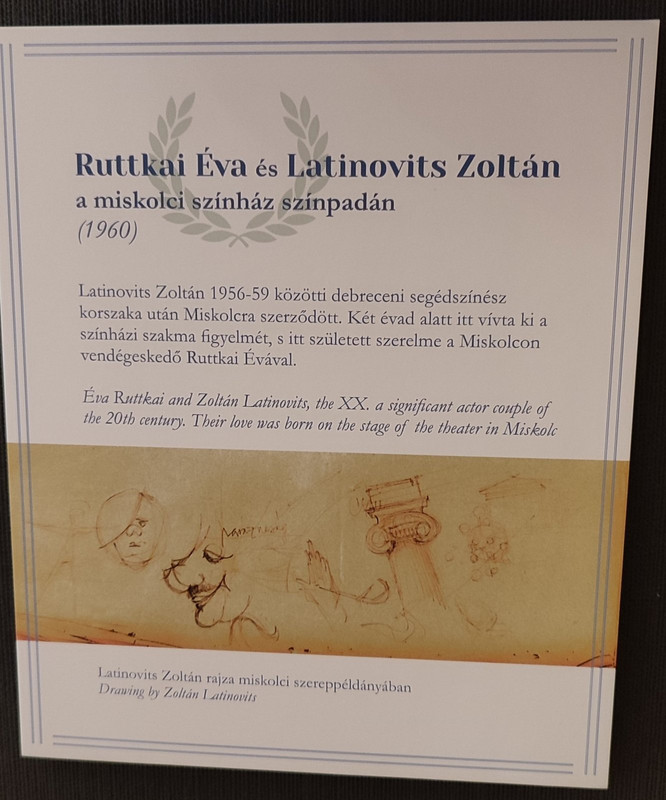 Ruttkai Éva és Latinovits Zoltán
a miskolci színház színpadán
(1960)
Latinovits Zoltán 1956-59 közötti debreceni segédszínész
korszaka után Miskolcra szerződött. Két évad alatt itt vívta ki a
színházi szakma figyelmét, s itt született szerelme a Miskolcon
vendégeskedő Ruttkai Évával.
Éva Ruttkai and Zoltán Latinovits, the XX. a significant actor couple of
the 20th century. Their love was born on the stage of the theater in Miskolc
Latinovits Zoltán rajza miskolci szereppéldányában
Drawing by Zoltán Latinovits